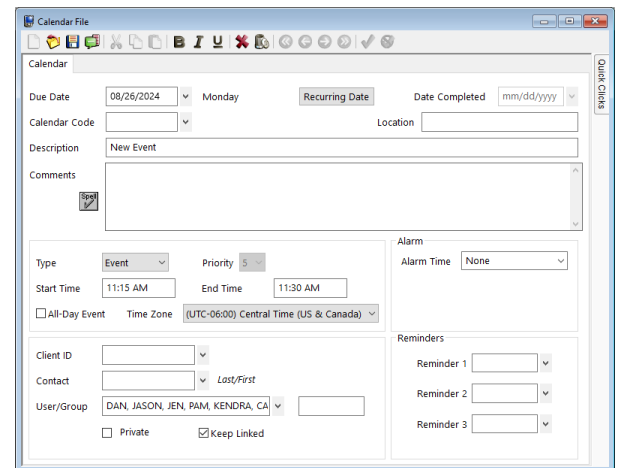 Calendar File
B I U
Calendar
Quick Clicks
Due Date 08/26/2024 Monday Recurring Date Date Completed mm/dd/yyyy
Calendar Code Location
Description New Event
Comments
Spell
Alarm
Type Event Priority 5 Alarm Time None
Start Time 11:15 AM End Time 11:30 AM
All-Day Event Time Zone (UTC-06:00) Central Time (US & Canada)
Reminders
Client ID Reminder 1
Contact Last/First
Reminder 2
User/Group DAN, JASON, JEN, PAM, KENDRA, CA
Reminder 3
Private Keep Linked